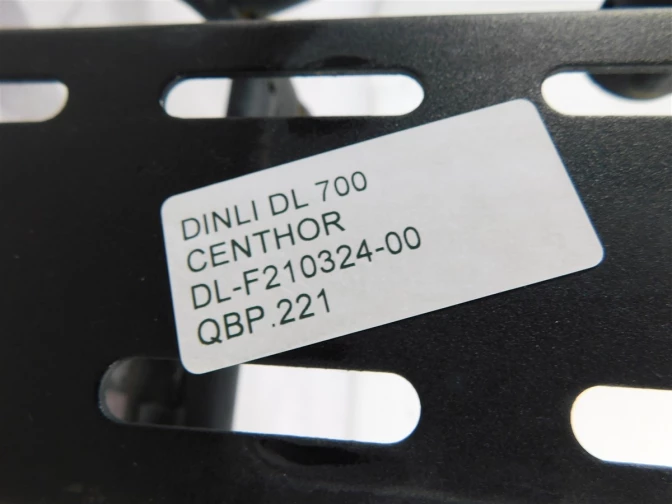 DINLI DL 700
CENTHOR
DL-F210324-00
QBP.221